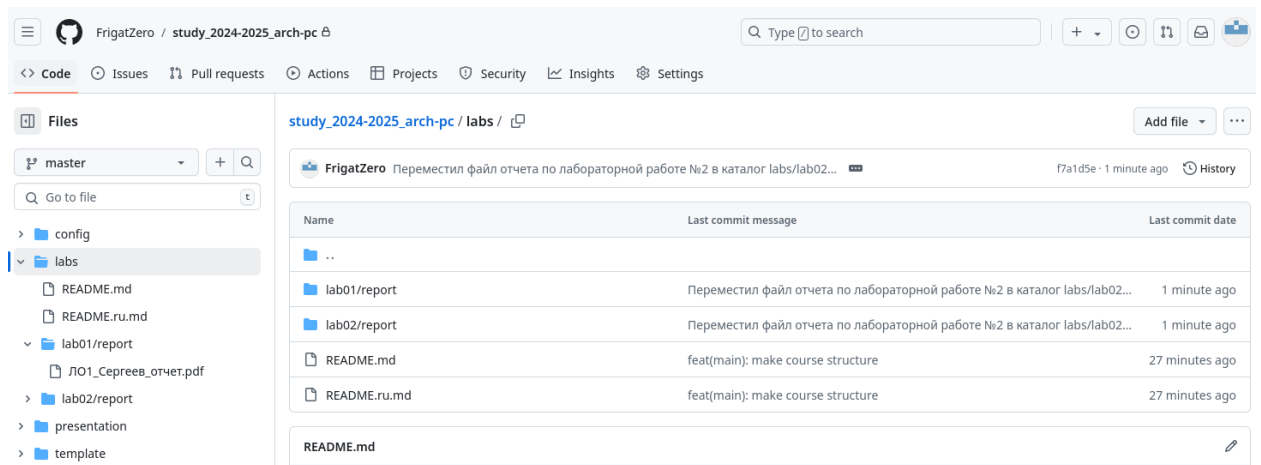 FrigatZero / study_2024-2025_arch-pc
Type / to search
Code Issues Pull requests Actions Projects Security Insights Settings
Files
study_2024-2025_arch-pc / labs /
Add file
master
FrigatZero Переместил файл отчета по лабораторной работе №2 в каталог labs/lab02... f7a1d5e · 1 minute ago History
Go to file t
Name Last commit message Last commit date
config
..
labs
README.md
README.ru.md
lab01/report
ЛО1_Сергеев_отчет.pdf
lab02/report
presentation
template
lab01/report Переместил файл отчета по лабораторной работе №2 в каталог labs/lab02... 1 minute ago
lab02/report Переместил файл отчета по лабораторной работе №2 в каталог labs/lab02... 1 minute ago
README.md feat(main): make course structure 27 minutes ago
README.ru.md feat(main): make course structure 27 minutes ago
README.md